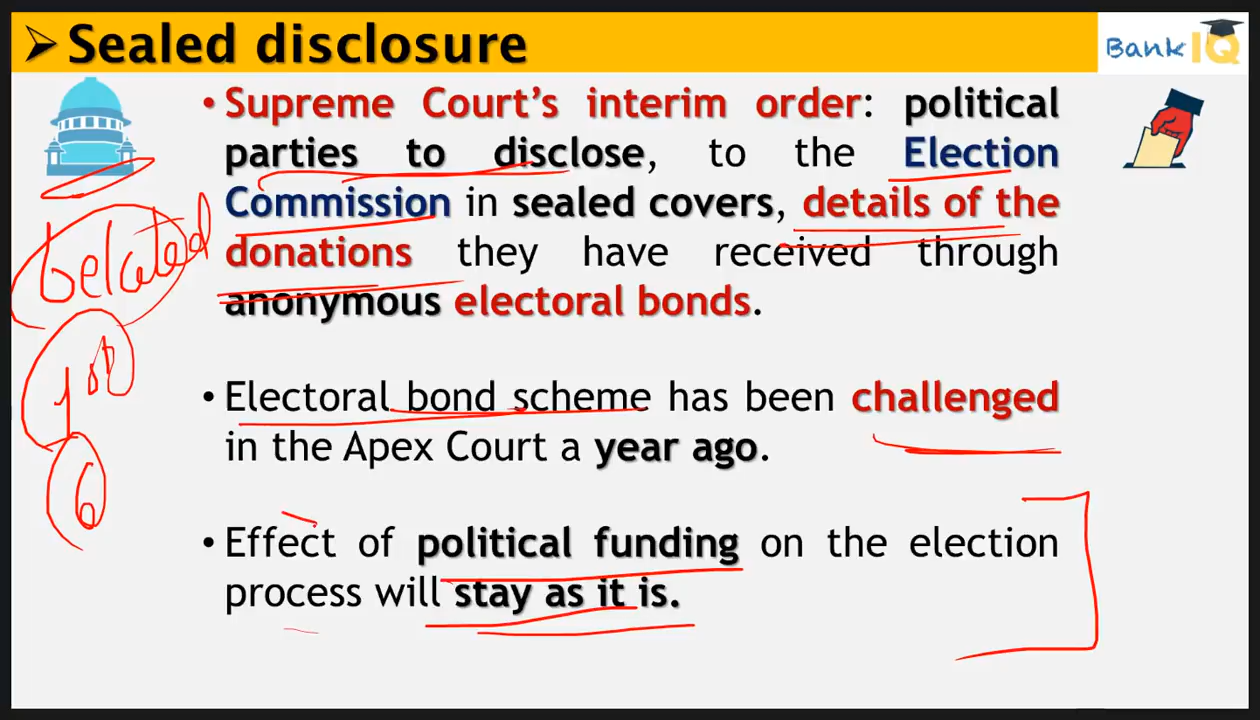 ➢ Sealed disclosure
Bank IQ
• Supreme Court's interim order: political
parties to disclose, to the Election
Commission in sealed covers, details of the
donations they have received through
anonymous electoral bonds.
belated
• Electoral bond scheme has been challenged
in the Apex Court a year ago.
• Effect of political funding on the election
process will stay as it is.